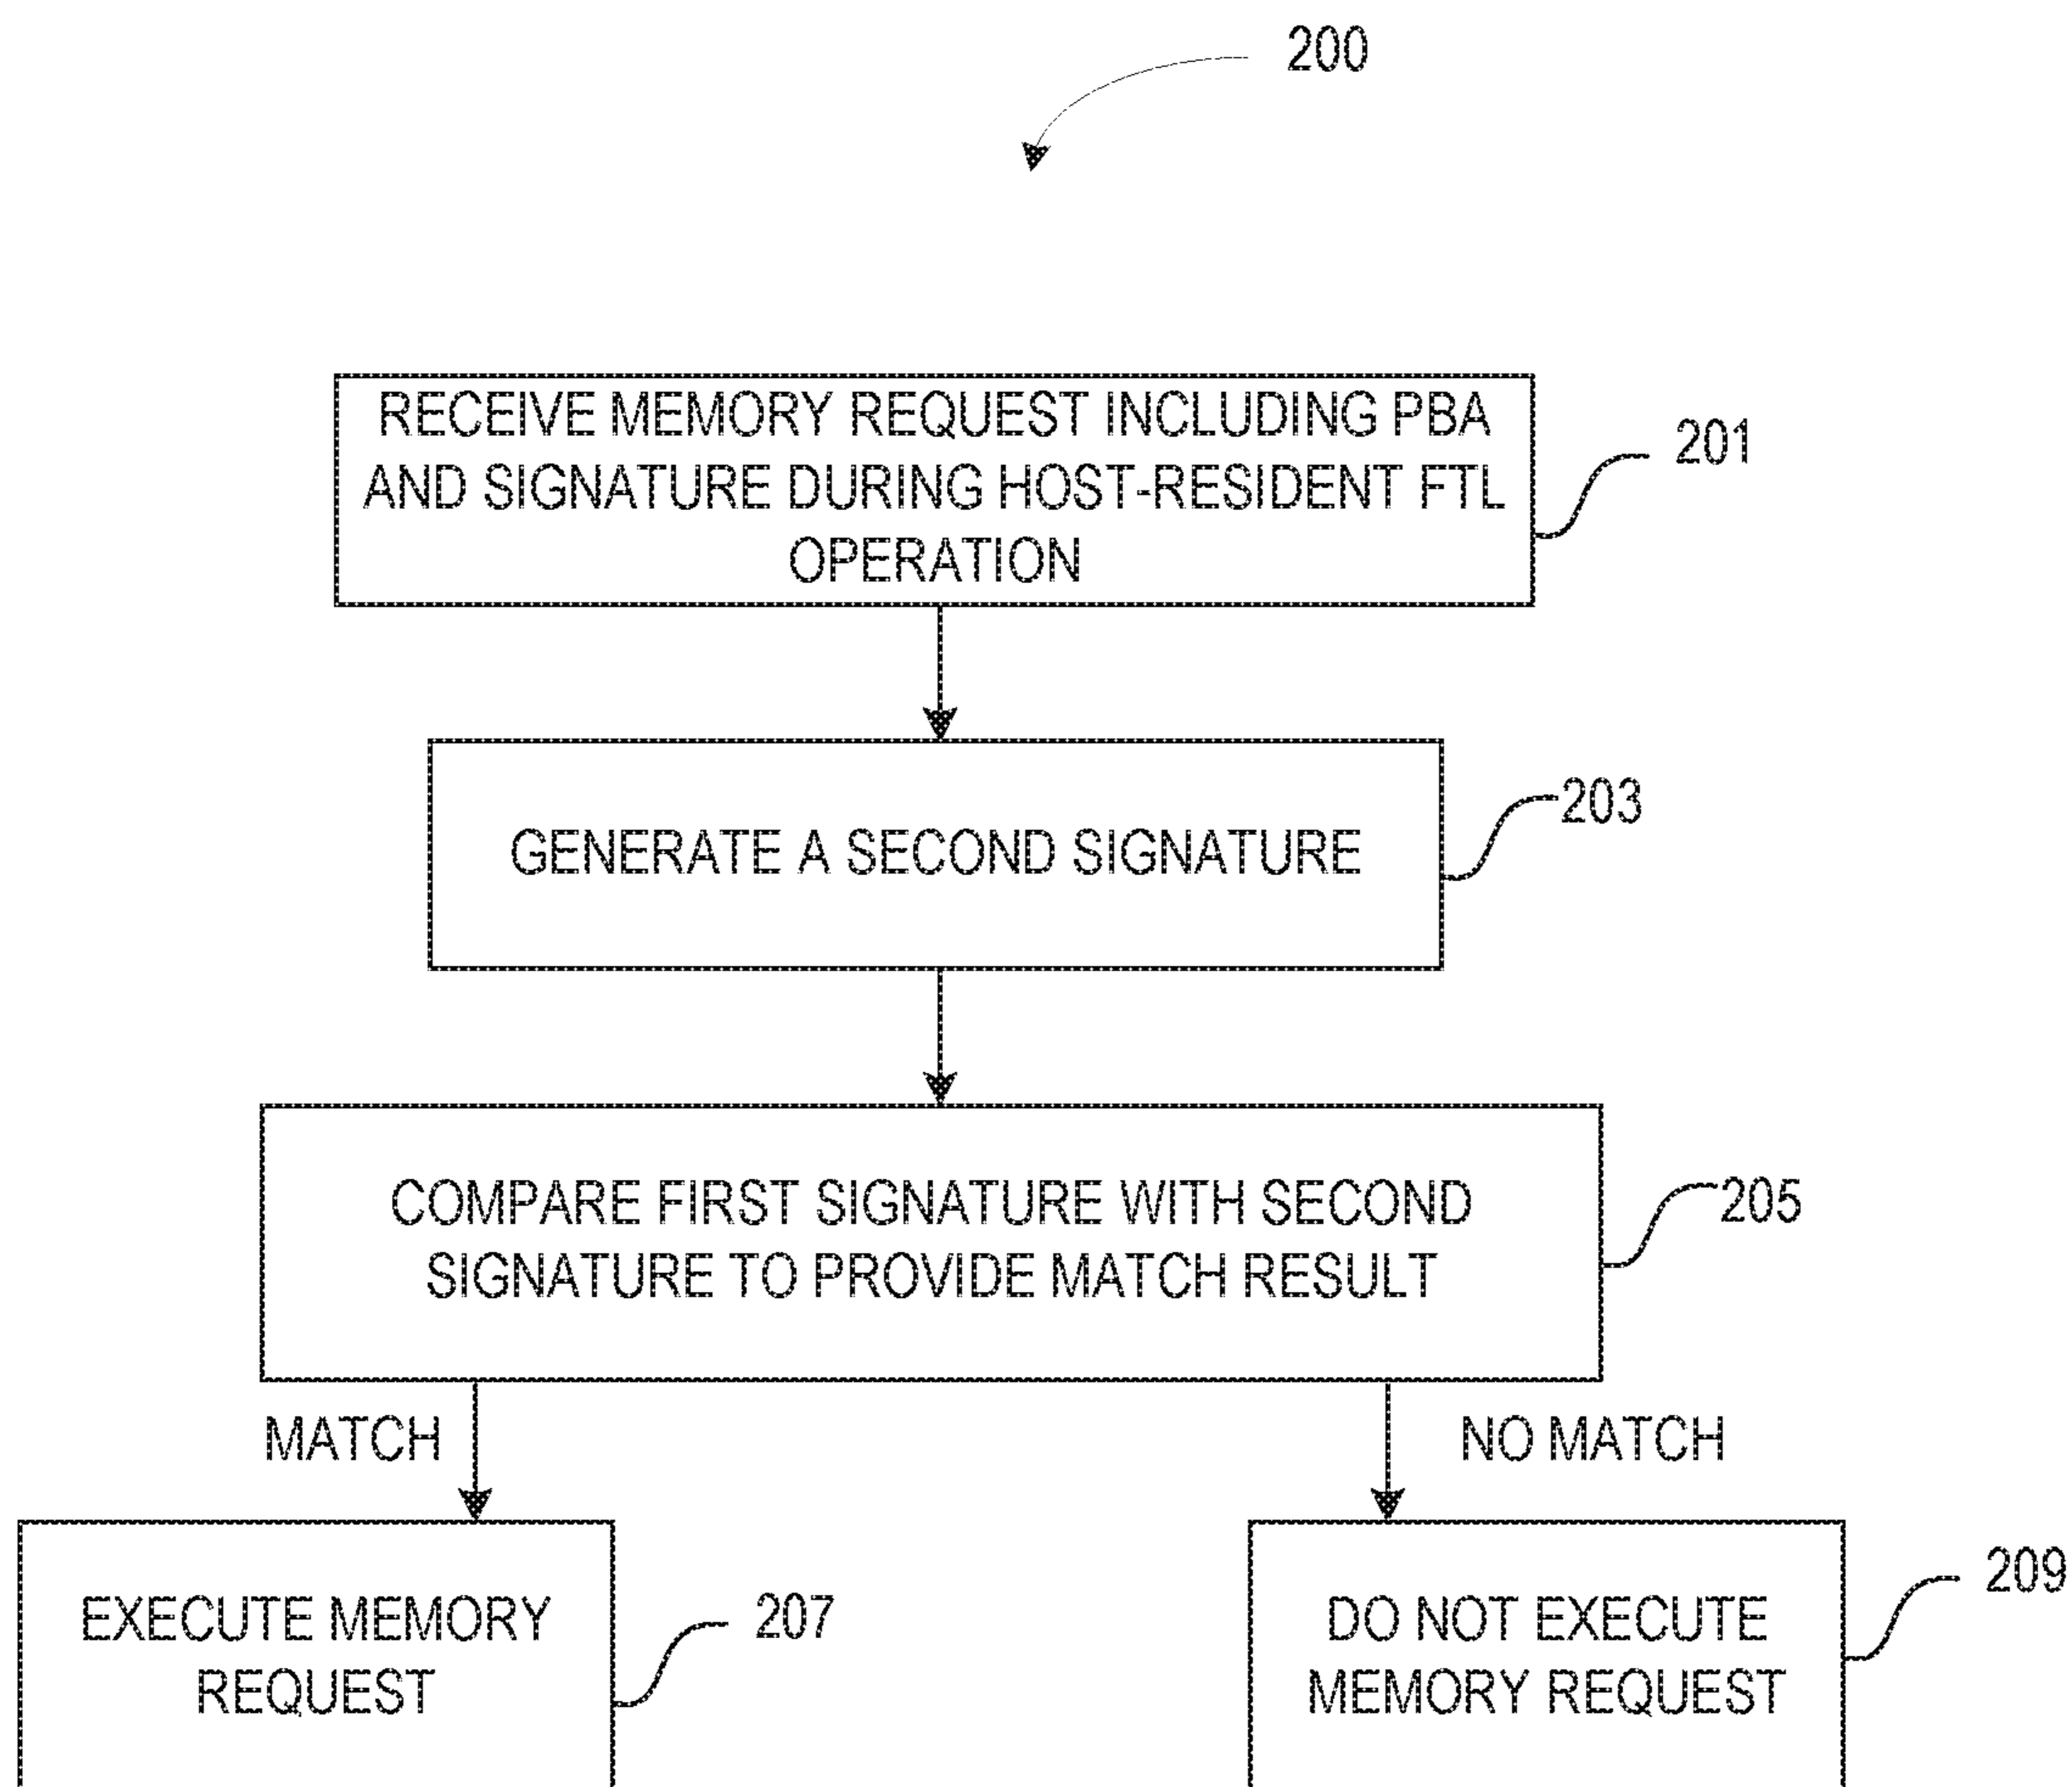 200
RECEIVE MEMORY REQUEST INCLUDING PBA
AND SIGNATURE DURING HOST-RESIDENT FTL
OPERATION
201
GENERATE A SECOND SIGNATURE
203
COMPARE FIRST SIGNATURE WITH SECOND
SIGNATURE TO PROVIDE MATCH RESULT
205
MATCH
NO MATCH
EXECUTE MEMORY
REQUEST
207
DO NOT EXECUTE
MEMORY REQUEST
209